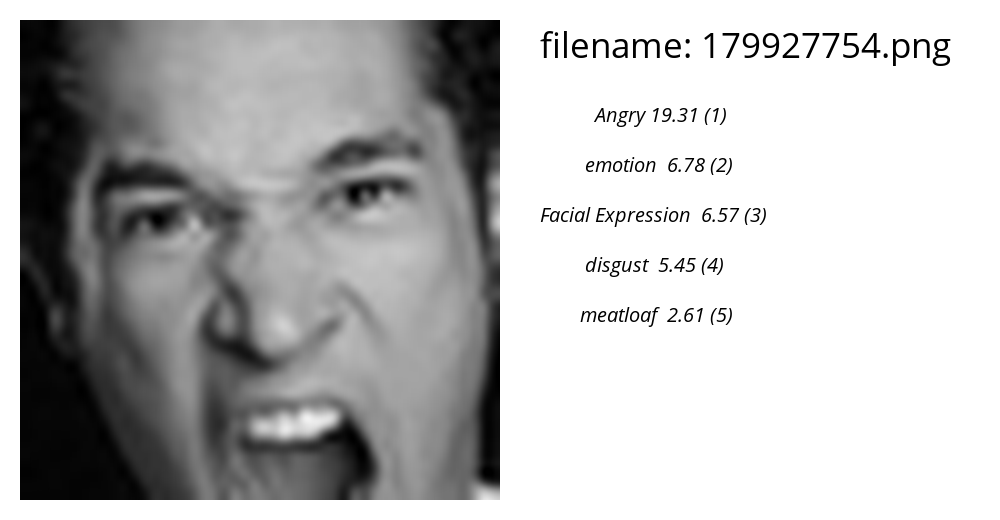 filename: 179927754.png
Angry 19.31 (1)
emotion 6.78 (2)
Facial Expression 6.57 (3)
disgust 5.45 (4)
meatloaf 2.61 (5)